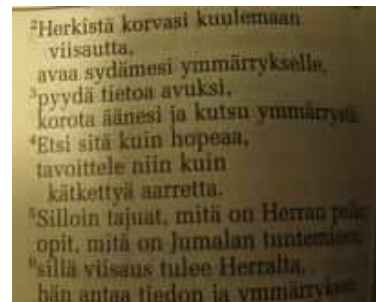 ²Herkistä korvasi kuulemaan
viisautta,
avaa sydämesi ymmärrykselle,
³pyydä tietoa avuksi,
korota äänesi ja kutsu ymmärrystä
⁴Etsi sitä kuin hopeaa,
tavoittele niin kuin
kätkettyä aarretta.
⁵Silloin tajuat, mitä on Herran
opit, mitä on Jumalan
⁶sillä viisaus tulee Herralta,
hän antaa tiedon ja